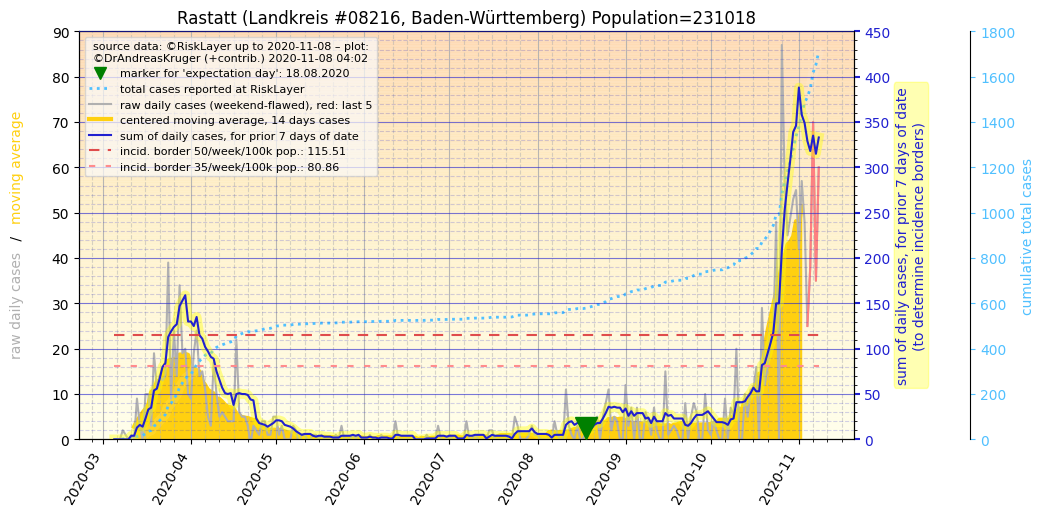 Rastatt (Landkreis #08216, Baden-Württemberg) Population=231018
source data: ©RiskLayer up to 2020-11-08 – plot:
©DrAndreasKruger (+contrib.) 2020-11-08 04:02
marker for 'expectation day': 18.08.2020
total cases reported at RiskLayer
raw daily cases (weekend-flawed), red: last 5
centered moving average, 14 days cases
sum of daily cases, for prior 7 days of date
incid. border 50/week/100k pop.: 115.51
incid. border 35/week/100k pop.: 80.86
raw daily cases / moving average
90
80
70
60
50
40
30
20
10
0
2020-03
2020-04
2020-05
2020-06
2020-07
2020-08
2020-09
2020-10
2020-11
450
400
350
300
250
200
150
100
50
0
sum of daily cases, for prior 7 days of date
(to determine incidence borders)
1800
1600
1400
1200
1000
800
600
400
200
0
cumulative total cases